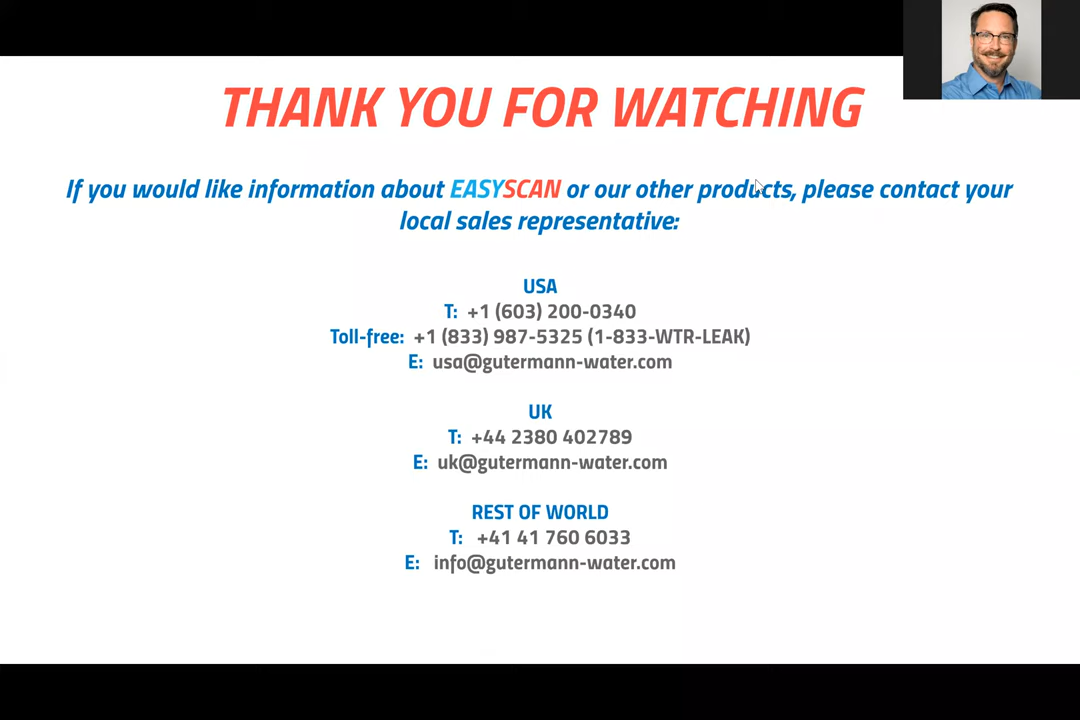 THANK YOU FOR WATCHING
If you would like information about EASYSCAN or our other products, please contact your
local sales representative:
USA
T: +1 (603) 200-0340
Toll-free: +1 (833) 987-5325 (1-833-WTR-LEAK)
E: usa@gutermann-water.com
UK
T: +44 2380 402789
E: uk@gutermann-water.com
REST OF WORLD
T: +41 41 760 6033
E: info@gutermann-water.com